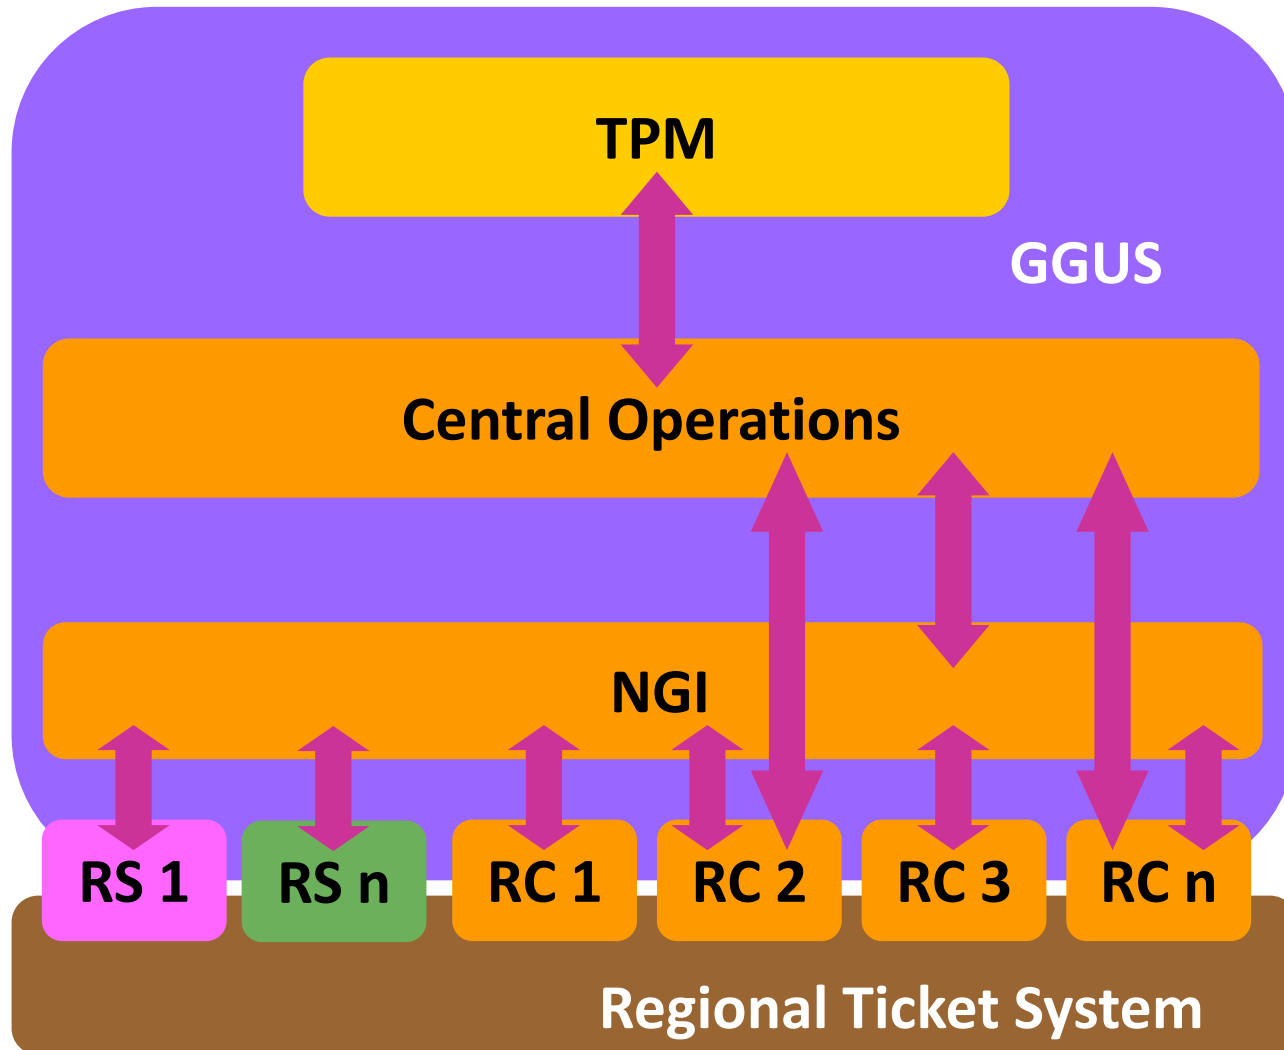 TPM
GGUS
Central Operations
NGI
RS 1
RS n
RC 1
RC 2
RC 3
RC n
Regional Ticket System